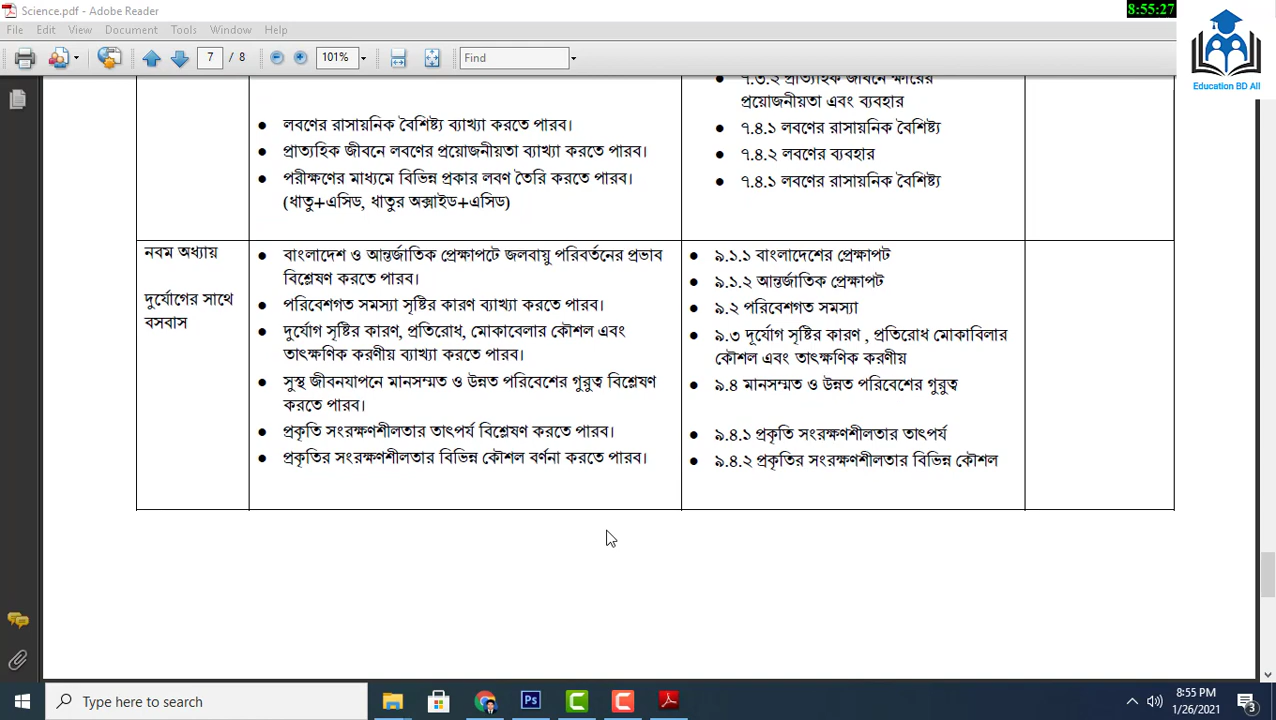 Science.pdf - Adobe Reader
8:55:27
File Edit View Document Tools Window Help
7 / 8 101% Find
Education BD All
৭.৩.২ প্রাত্যহিক জীবনে ক্ষারের
প্রয়োজনীয়তা এবং ব্যবহার
লবণের রাসায়নিক বৈশিষ্ট্য ব্যাখ্যা করতে পারব।
৭.৪.১ লবণের রাসায়নিক বৈশিষ্ট্য
প্রাত্যহিক জীবনে লবণের প্রয়োজনীয়তা ব্যাখ্যা করতে পারব।
৭.৪.২ লবণের ব্যবহার
পরীক্ষণের মাধ্যমে বিভিন্ন প্রকার লবণ তৈরি করতে পারব।
(ধাতু+এসিড, ধাতুর অক্সাইড+এসিড)
৭.৪.১ লবণের রাসায়নিক বৈশিষ্ট্য
নবম অধ্যায়
দুর্যোগের সাথে
বসবাস
বাংলাদেশ ও আন্তর্জাতিক প্রেক্ষাপটে জলবায়ু পরিবর্তনের প্রভাব
বিশ্লেষণ করতে পারব।
পরিবেশগত সমস্যা সৃষ্টির কারণ ব্যাখ্যা করতে পারব।
দুর্যোগ সৃষ্টির কারণ, প্রতিরোধ, মোকাবেলার কৌশল এবং
তাৎক্ষণিক করণীয় ব্যাখ্যা করতে পারব।
সুস্থ জীবনযাপনে মানসম্মত ও উন্নত পরিবেশের গুরুত্ব বিশ্লেষণ
করতে পারব।
প্রকৃতি সংরক্ষণশীলতার তাৎপর্য বিশ্লেষণ করতে পারব।
প্রকৃতির সংরক্ষণশীলতার বিভিন্ন কৌশল বর্ণনা করতে পারব।
৯.১.১ বাংলাদেশের প্রেক্ষাপট
৯.১.২ আন্তর্জাতিক প্রেক্ষাপট
৯.২ পরিবেশগত সমস্যা
৯.৩ দূর্যোগ সৃষ্টির কারণ , প্রতিরোধ মোকাবিলার
কৌশল এবং তাৎক্ষণিক করণীয়
৯.৪ মানসম্মত ও উন্নত পরিবেশের গুরুত্ব
৯.৪.১ প্রকৃতি সংরক্ষণশীলতার তাৎপর্য
৯.৪.২ প্রকৃতির সংরক্ষণশীলতার বিভিন্ন কৌশল
Type here to search
Ps
8:55 PM
1/26/2021
3